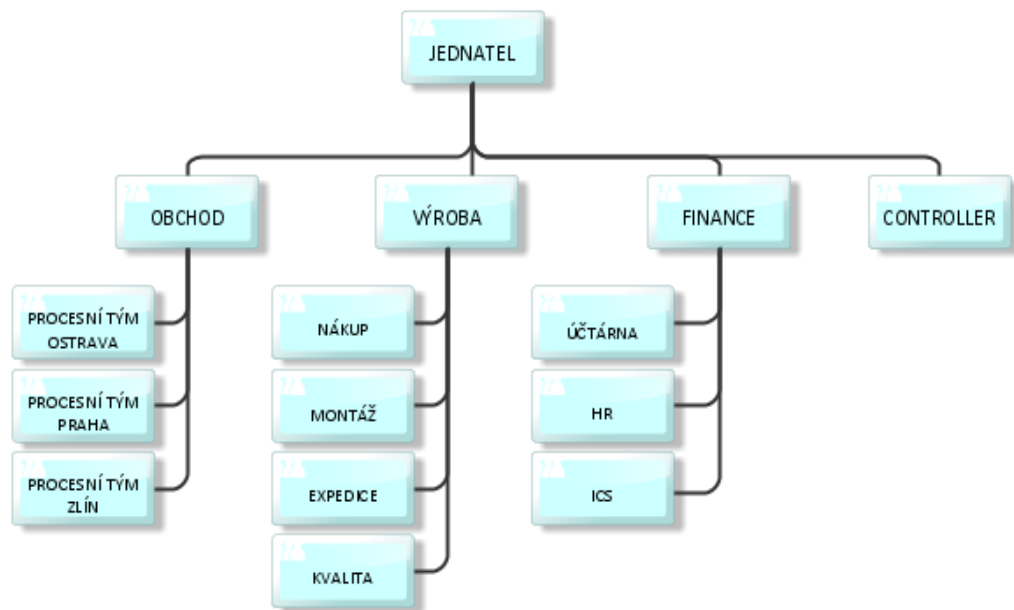 JEDNATEL
OBCHOD
VÝROBA
FINANCE
CONTROLLER
PROCESNÍ TÝM
OSTRAVA
PROCESNÍ TÝM
PRAHA
PROCESNÍ TÝM
ZLÍN
NÁKUP
MONTÁŽ
EXPEDICE
KVALITA
ÚČTÁRNA
HR
ICS